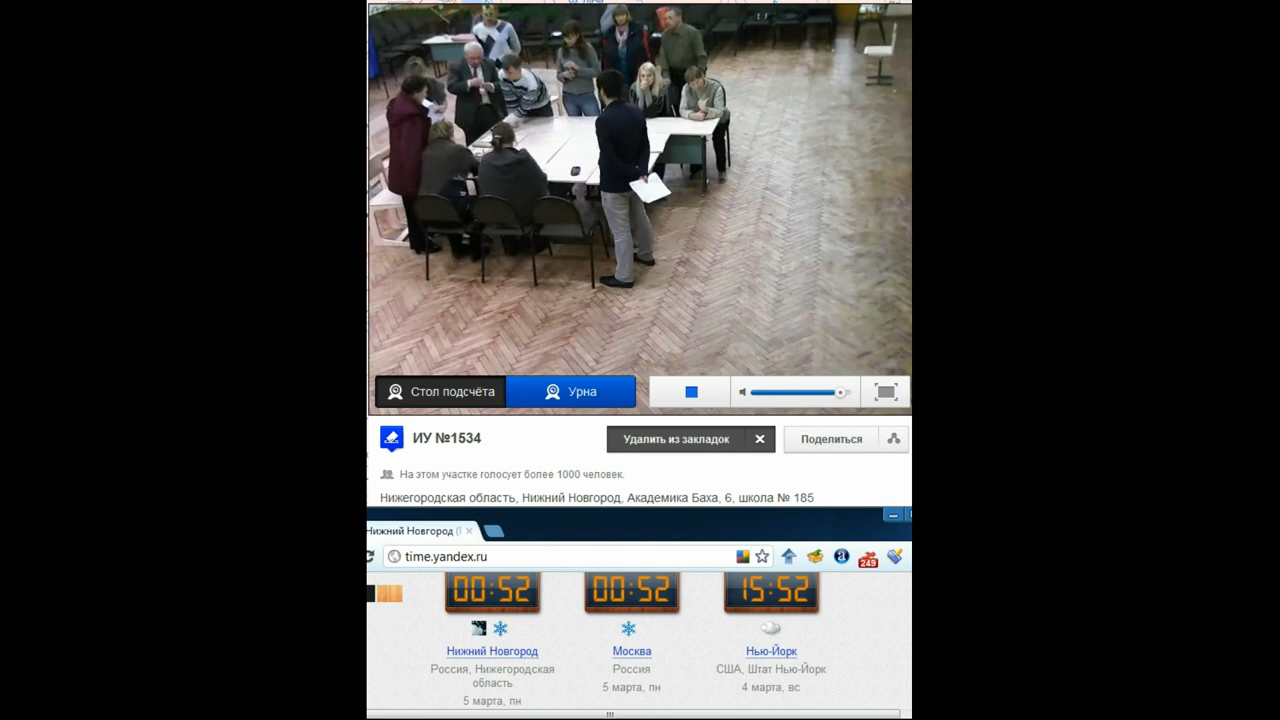 Стол подсчёта
Урна
ИУ №1534
Удалить из закладок
Поделиться
На этом участке голосует более 1000 человек.
Нижегородская область, Нижний Новгород, Академика Баха, 6, школа № 185
Нижний Новгород (
time.yandex.ru
249
00:52
00:52
15:52
Нижний Новгород
Москва
Нью-Йорк
Россия, Нижегородская
область
Россия
США, Штат Нью-Йорк
5 марта, пн
5 марта, пн
4 марта, вс